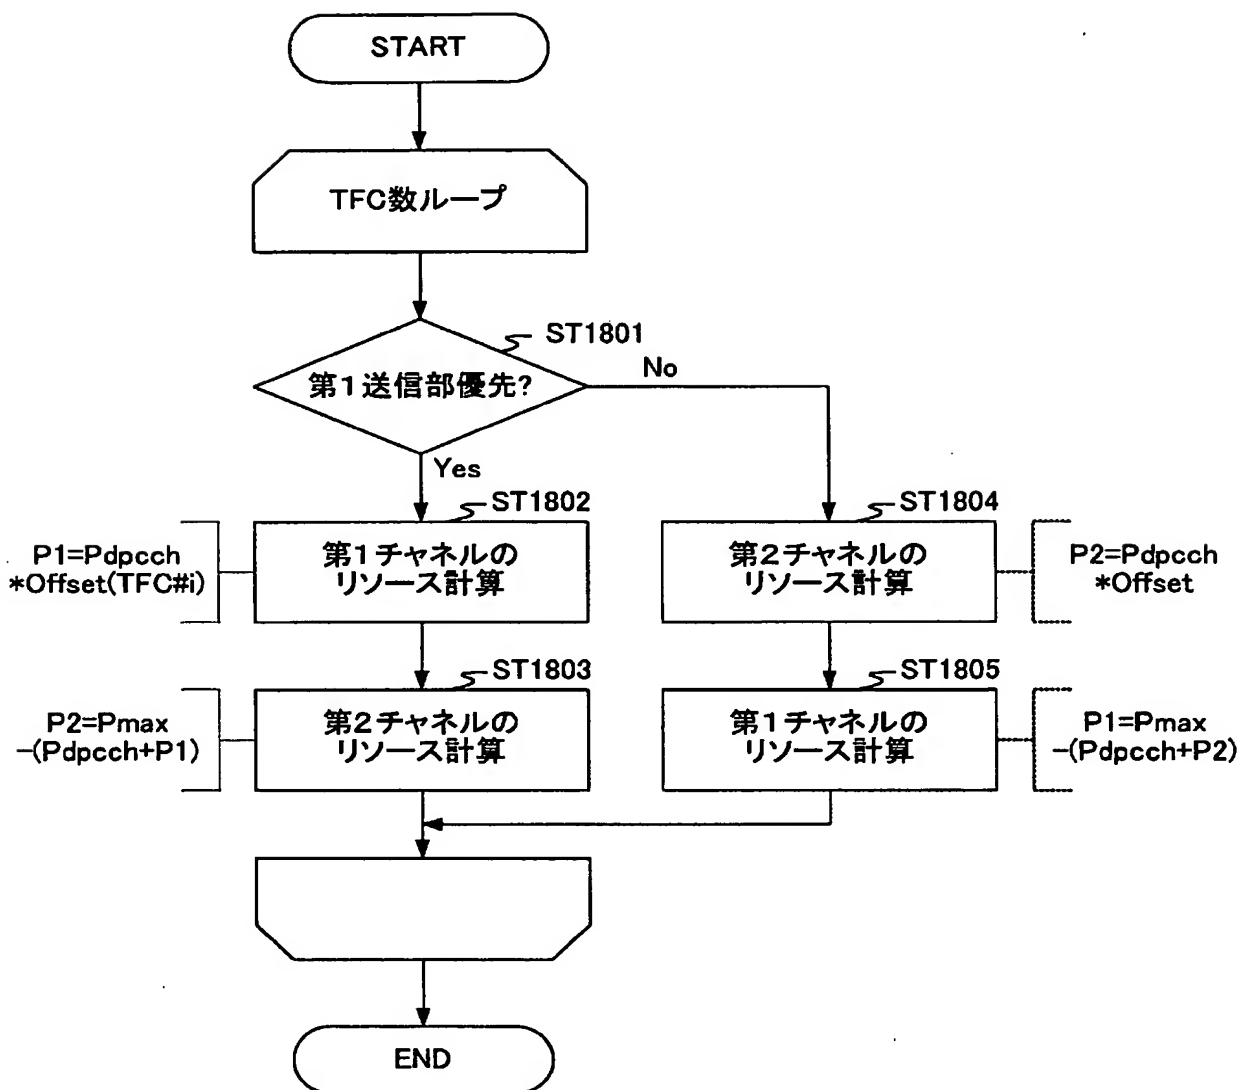 START
TFC数ループ
ST1801
第1送信部優先?
No
Yes
ST1802
P1=Pdpcch
*Offset(TFC#i)
第1チャネルの
リソース計算
ST1804
第2チャネルの
リソース計算
P2=Pdpcch
*Offset
ST1803
P2=Pmax
-(Pdpcch+P1)
第2チャネルの
リソース計算
ST1805
第1チャネルの
リソース計算
P1=Pmax
-(Pdpcch+P2)
END